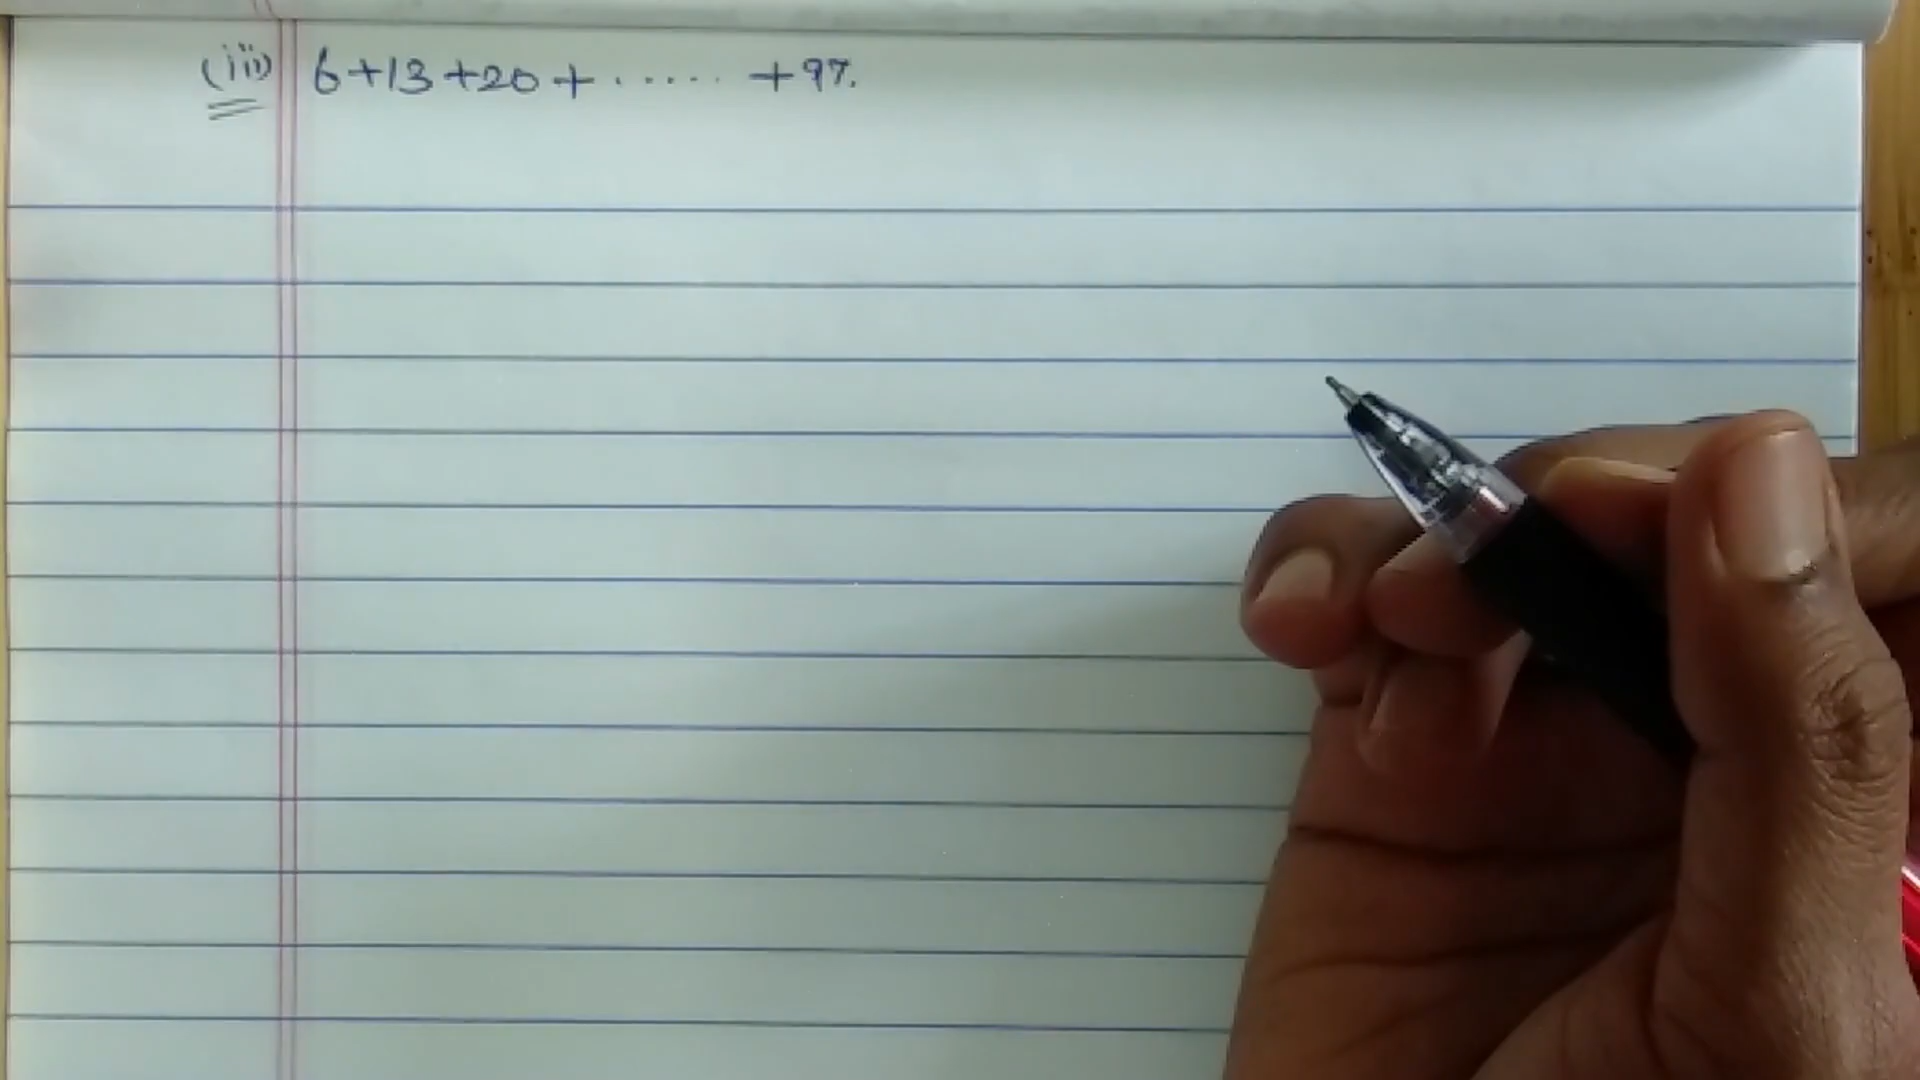 (iii) 6+13+20+ ...... +97.